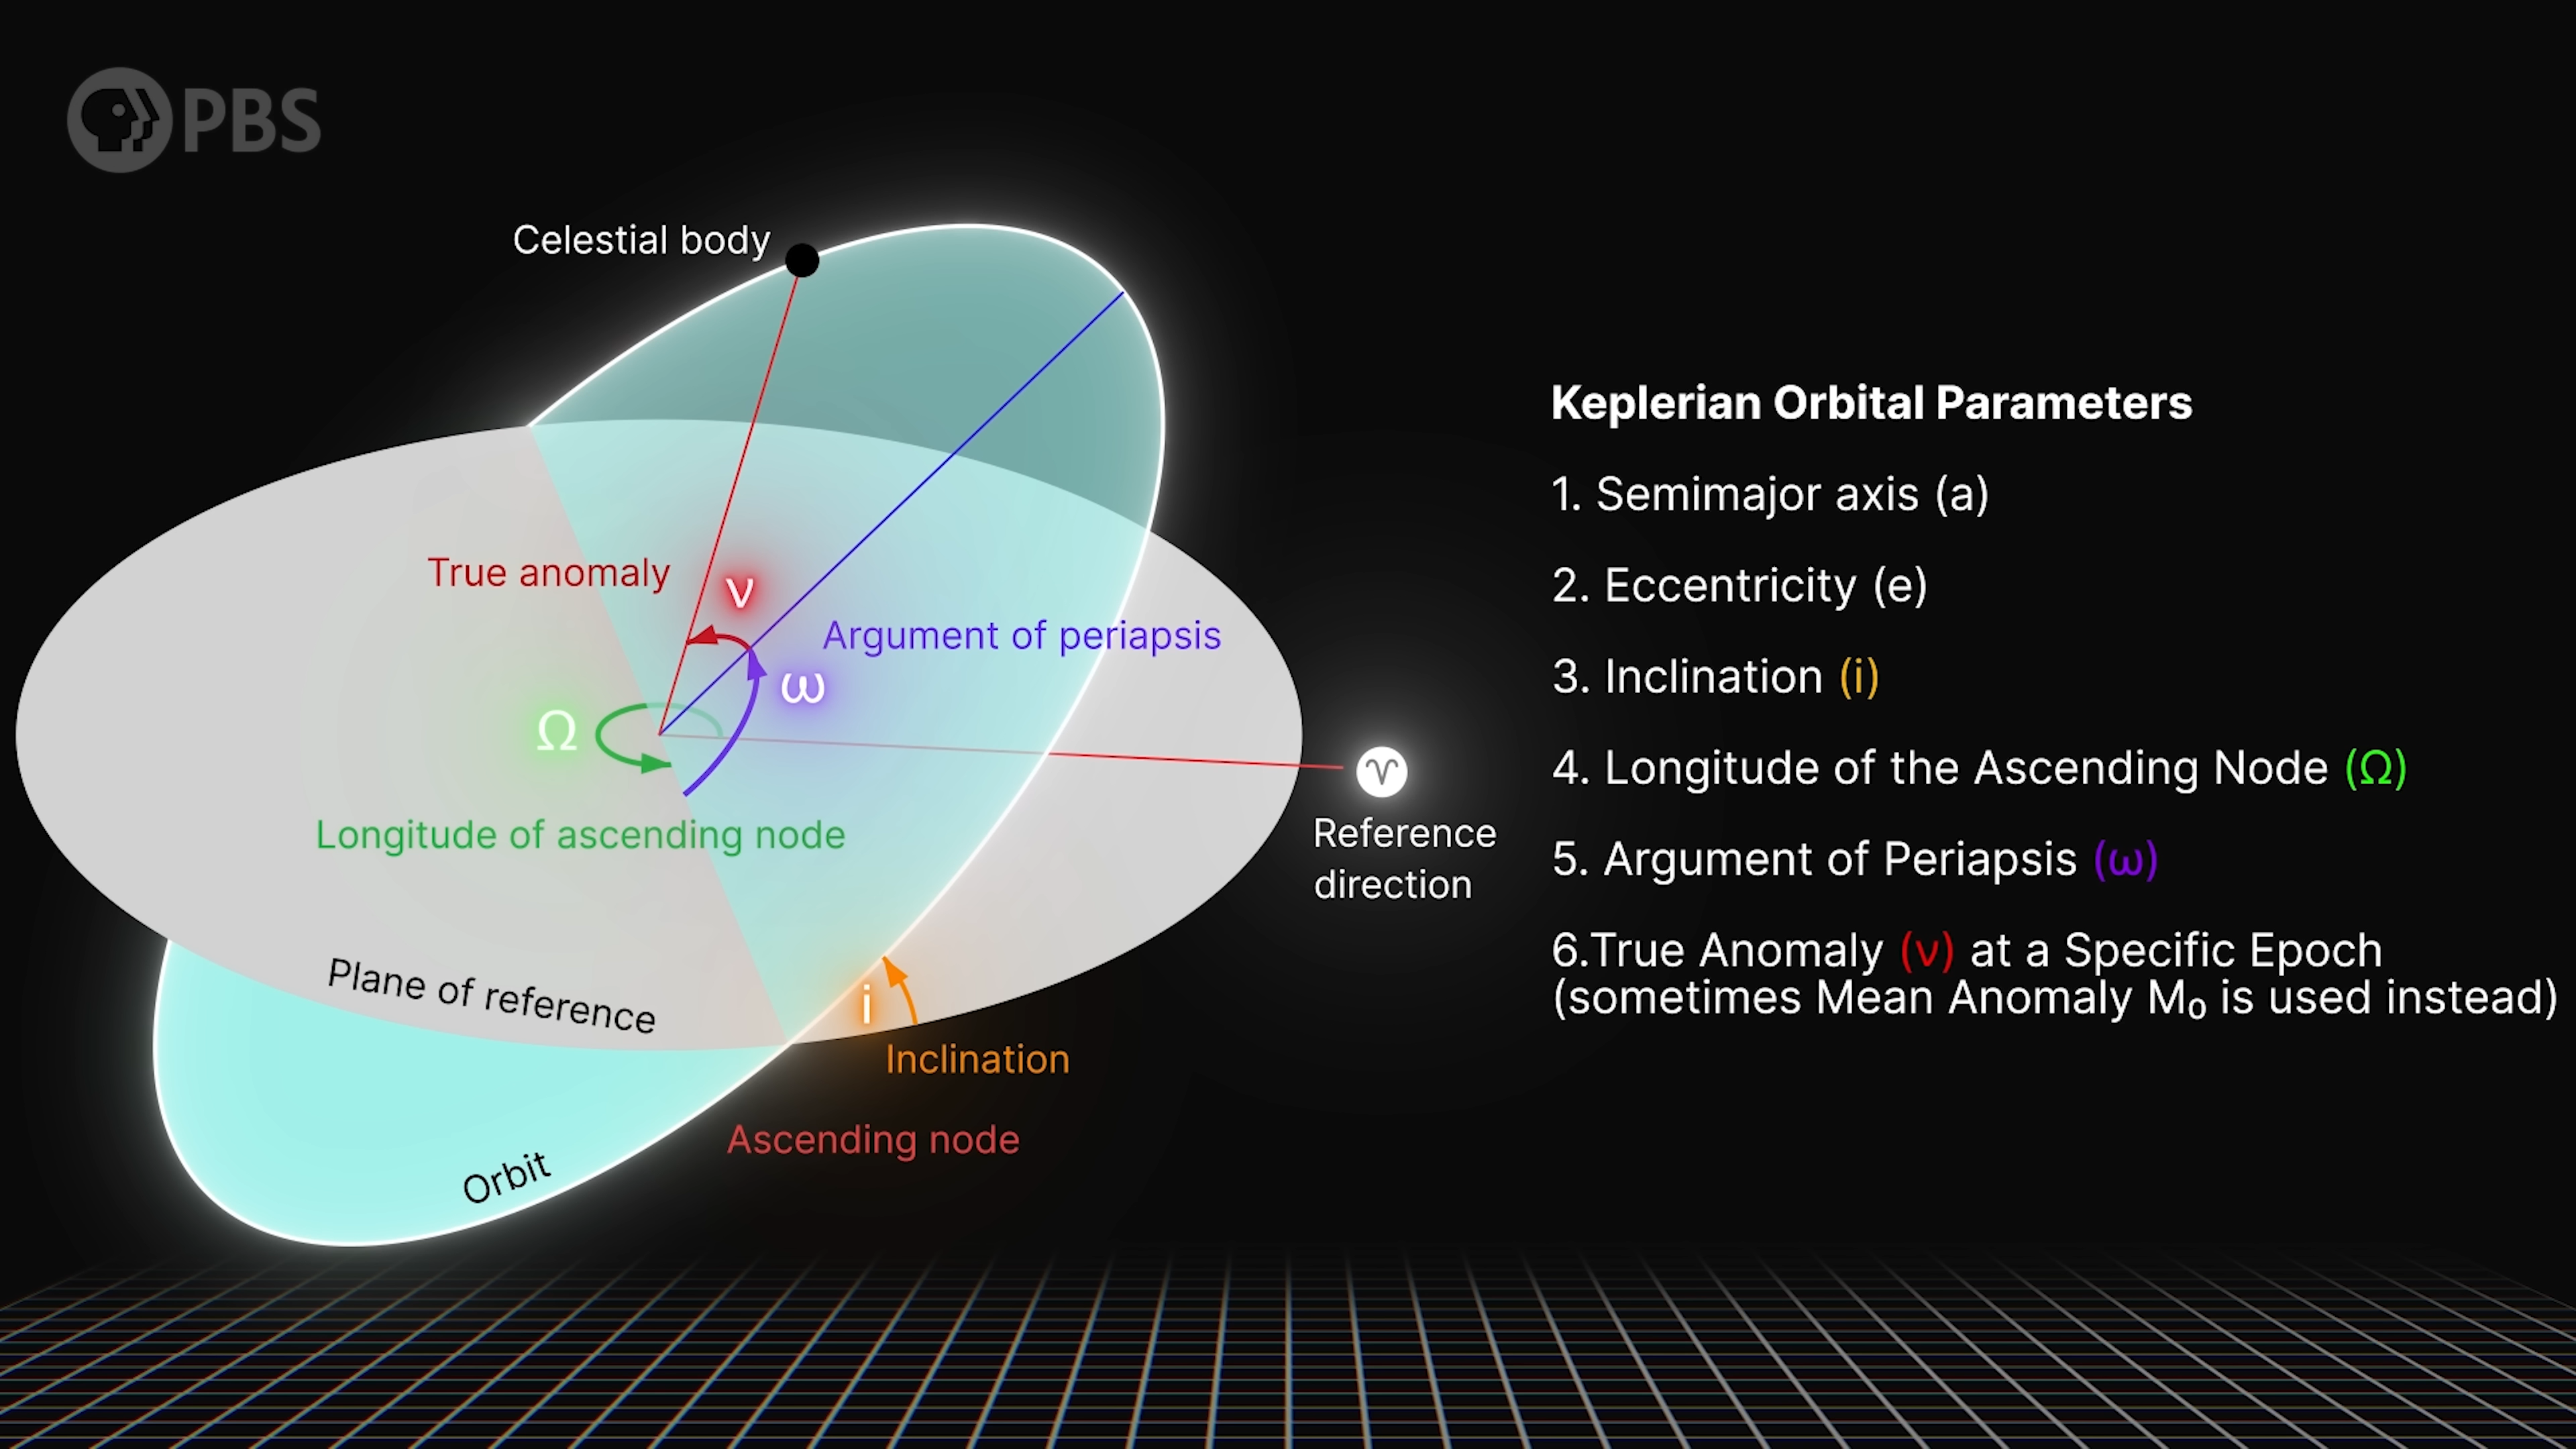 PBS
Celestial body
True anomaly
ν
Argument of periapsis
ω
Ω
Longitude of ascending node
♈
Reference
direction
Plane of reference
i
Inclination
Ascending node
Orbit
Keplerian Orbital Parameters
1. Semimajor axis (a)
2. Eccentricity (e)
3. Inclination (i)
4. Longitude of the Ascending Node (Ω)
5. Argument of Periapsis (ω)
6.True Anomaly (ν) at a Specific Epoch
(sometimes Mean Anomaly M₀ is used instead)